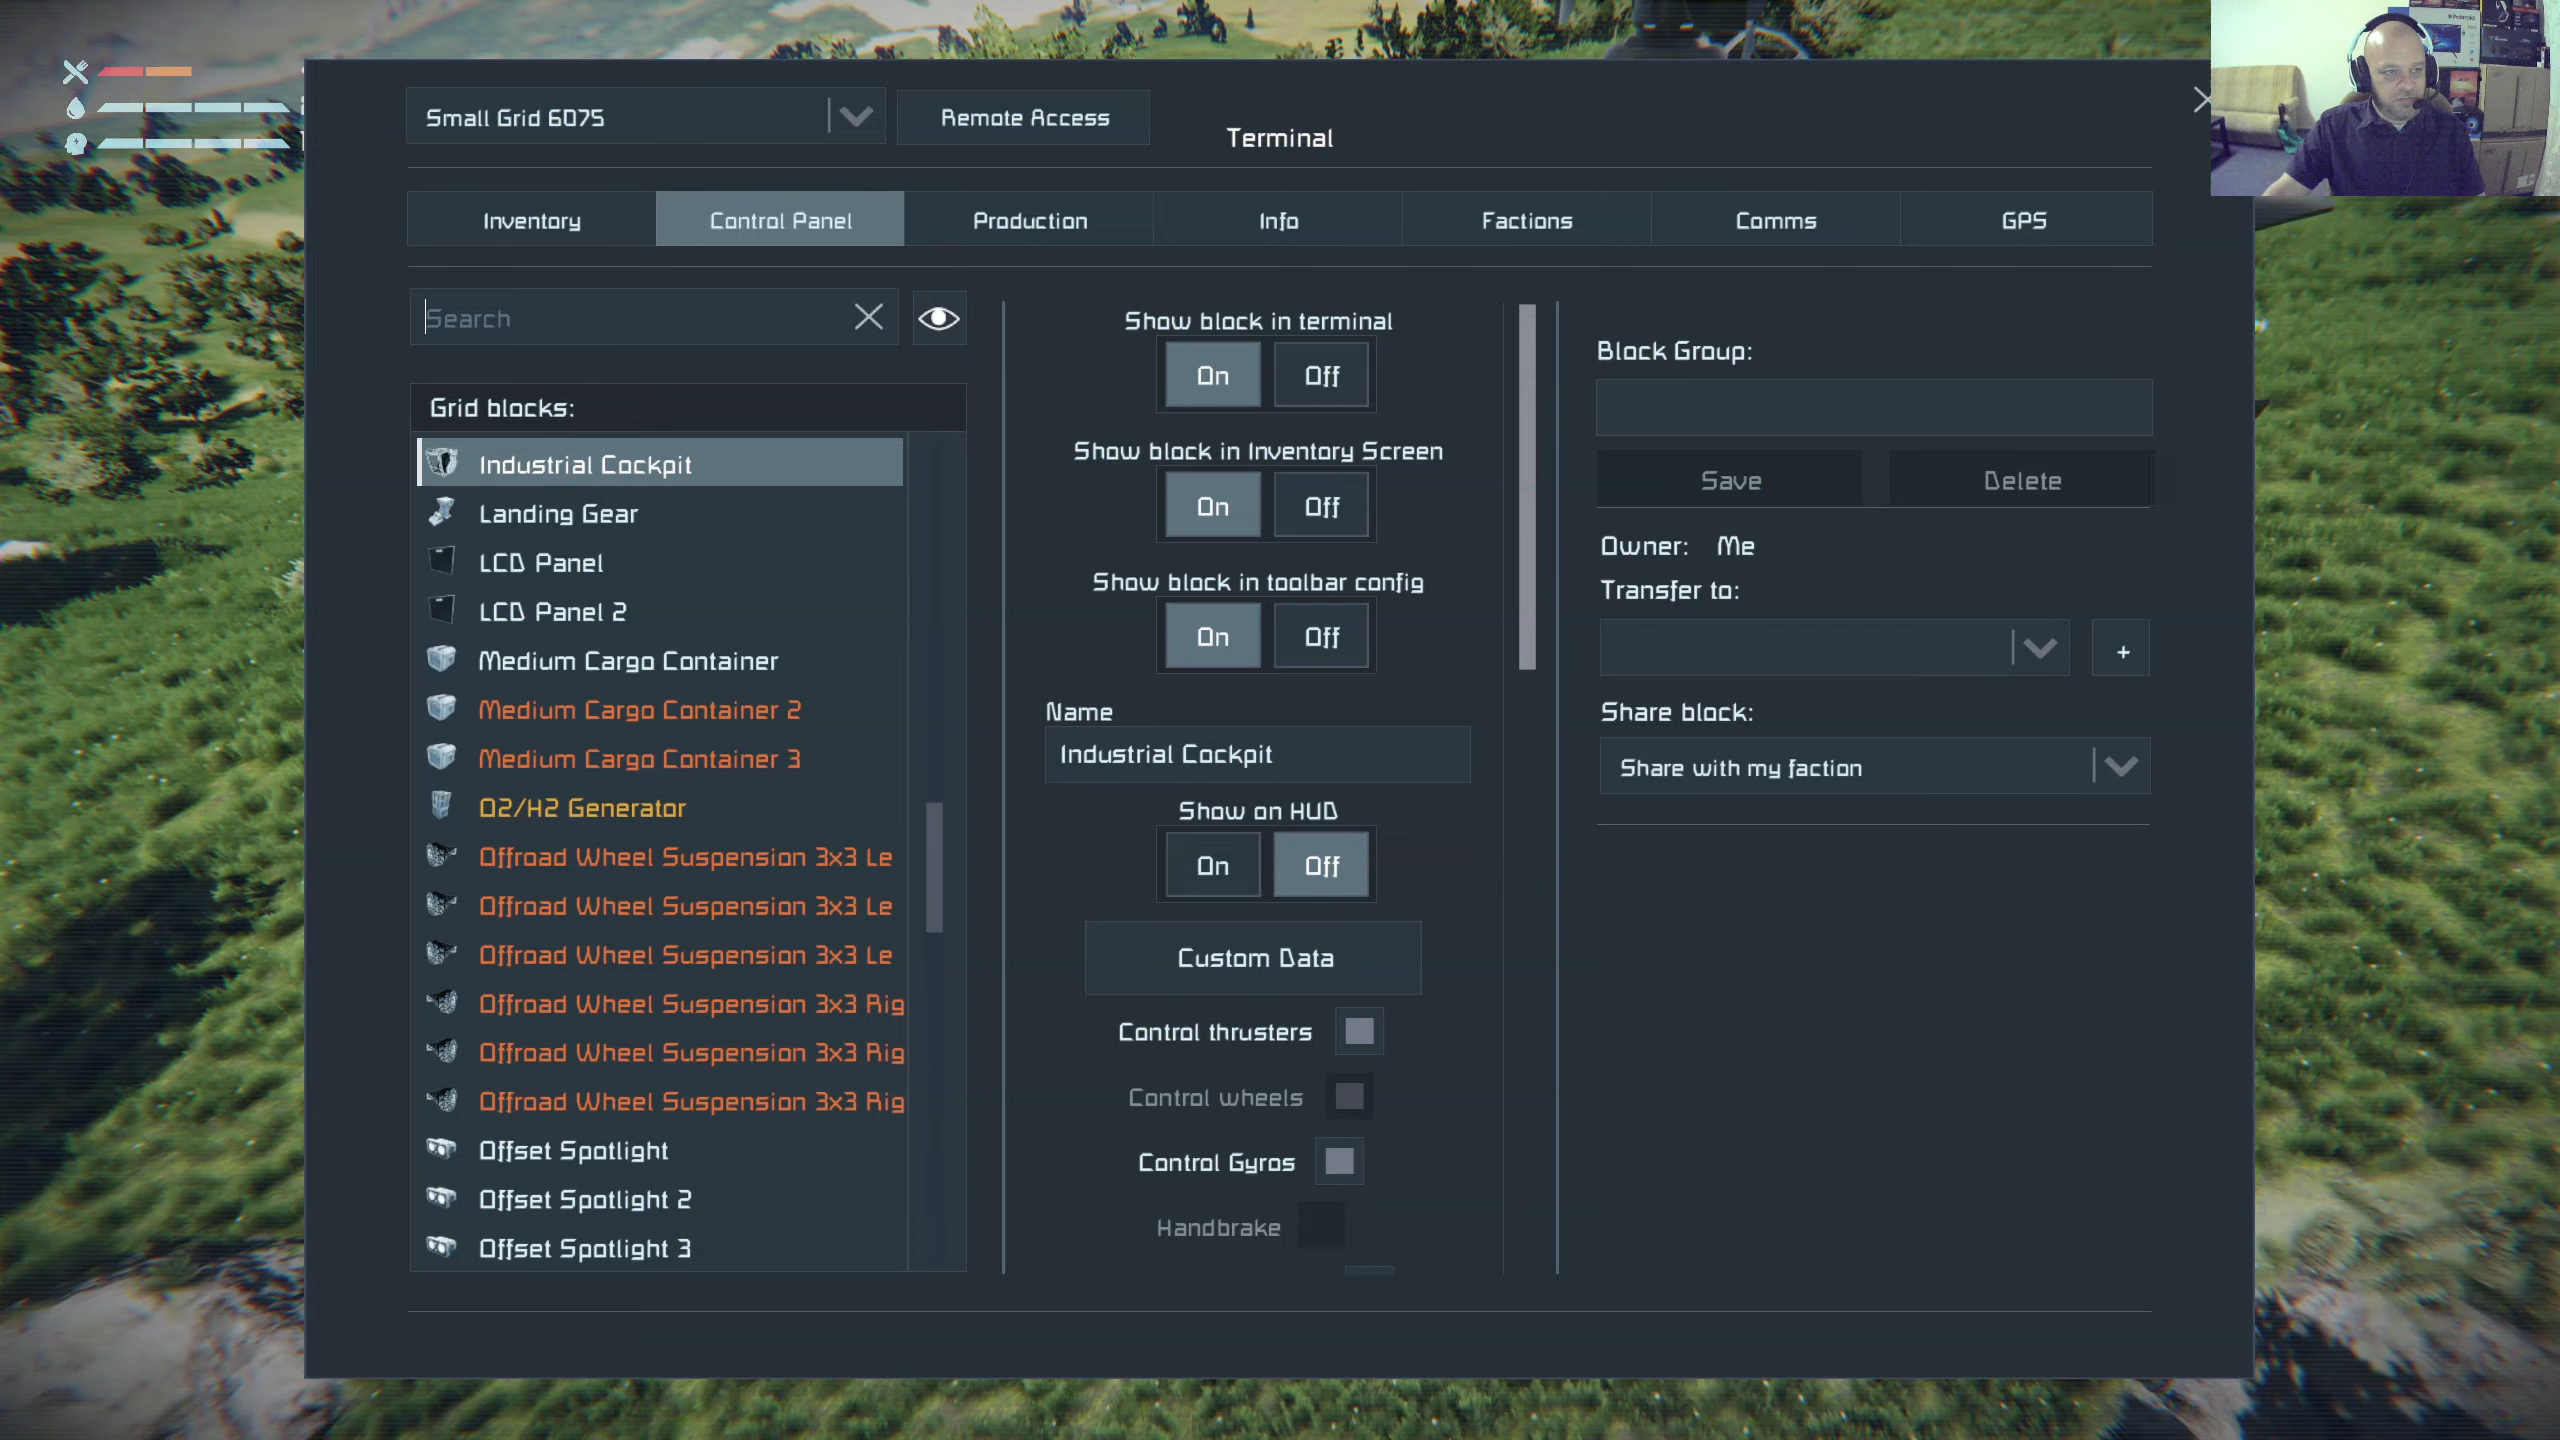 Small Grid 6075
Remote Access
Terminal
Inventory
Control Panel
Production
Info
Factions
Comms
GPS
Search
Grid blocks:
Industrial Cockpit
Landing Gear
LCD Panel
LCD Panel 2
Medium Cargo Container
Medium Cargo Container 2
Medium Cargo Container 3
O2/H2 Generator
Offroad Wheel Suspension 3x3 Le
Offroad Wheel Suspension 3x3 Le
Offroad Wheel Suspension 3x3 Le
Offroad Wheel Suspension 3x3 Rig
Offroad Wheel Suspension 3x3 Rig
Offroad Wheel Suspension 3x3 Rig
Offset Spotlight
Offset Spotlight 2
Offset Spotlight 3
Show block in terminal
On Off
Show block in Inventory Screen
On Off
Show block in toolbar config
On Off
Name
Industrial Cockpit
Show on HUD
On Off
Custom Data
Control thrusters
Control wheels
Control Gyros
Handbrake
Block Group:
Save
Delete
Owner: Me
Transfer to:
+
Share block:
Share with my faction